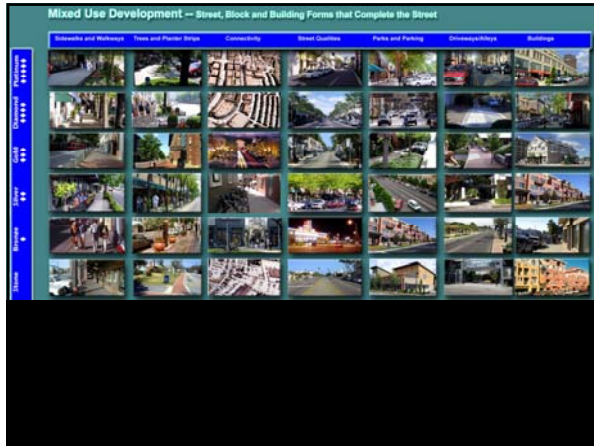 Mixed Use Development -- Street, Block and Building Forms that Complete the Street
Sidewalks and Walkways Trees and Planter Strips Connectivity Street Qualities Parks and Parking Driveways/Alleys Buildings
Platinum
Diamond
Gold
Silver
Bronze
Stone